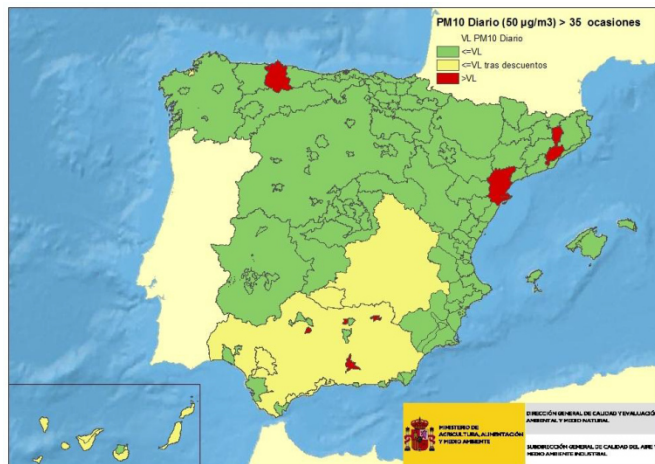 PM10 Diario (50 µg/m3) > 35 ocasiones
VL PM10 Diario
<=VL
<=VL tras descuentos
>VL
MINISTERIO DE
AGRICULTURA, ALIMENTACIÓN
Y MEDIO AMBIENTE
DIRECCIÓN GENERAL DE CALIDAD Y EVALUACIÓ
AMBIENTAL Y MEDIO NATURAL
SUBDIRECCIÓN GENERAL DE CALIDAD DEL AIRE Y
MEDIO AMBIENTE INDUSTRIAL